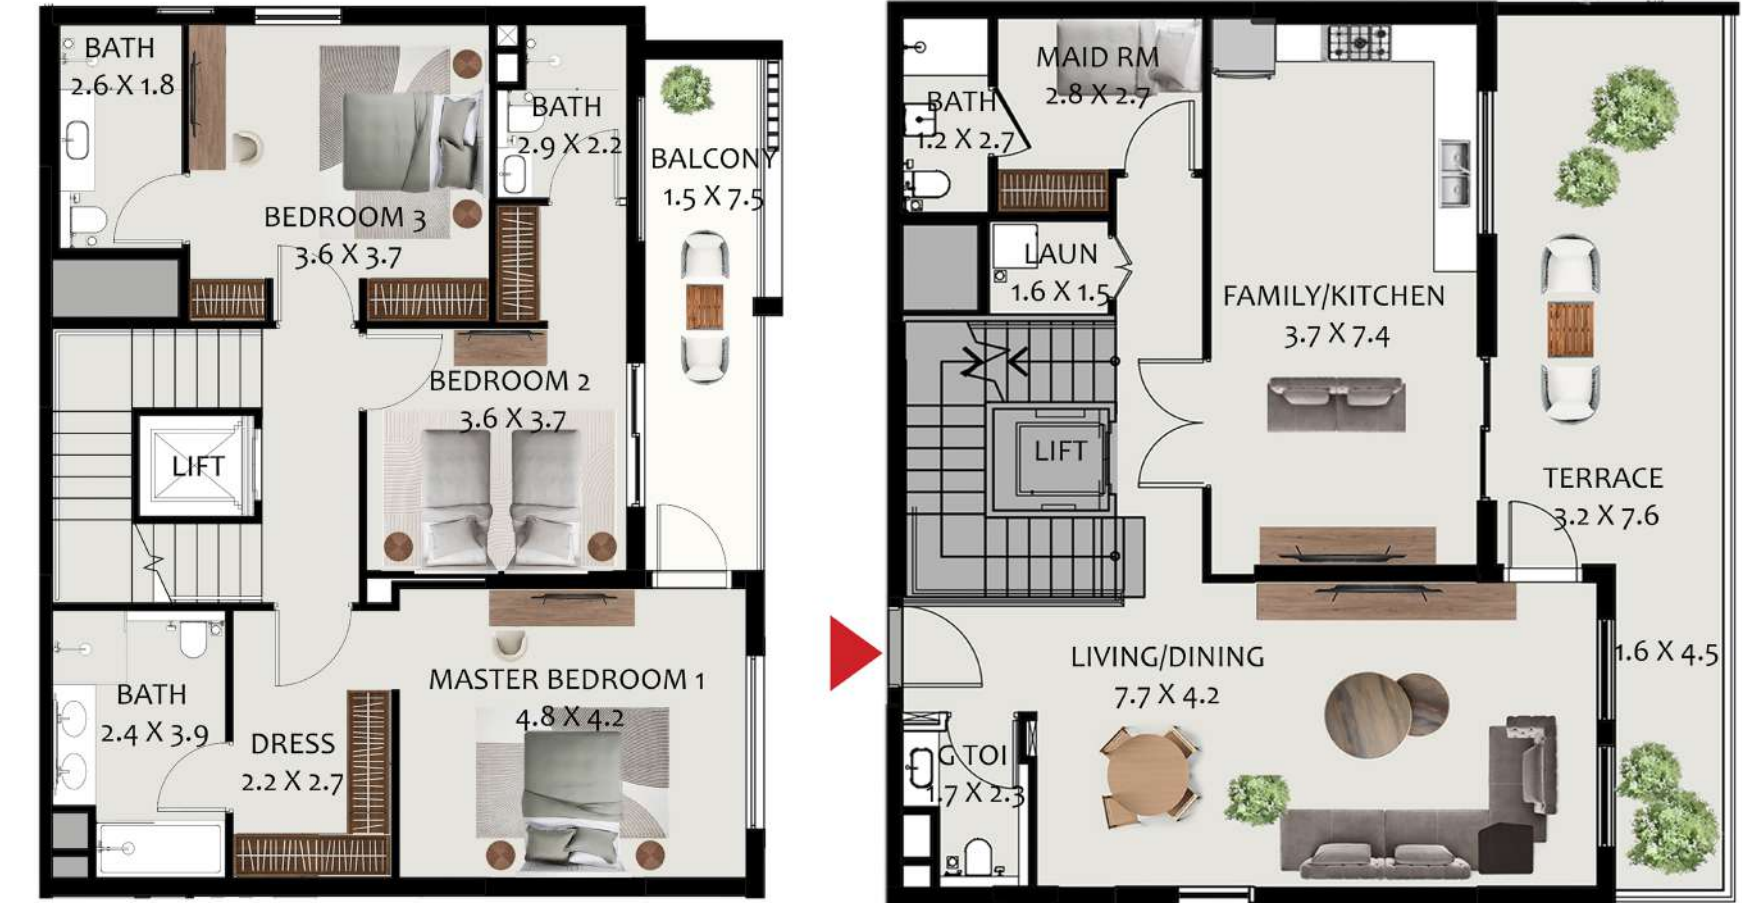 BATH
2.6 X 1.8
BEDROOM 3
3.6 X 3.7
BATH
2.9 X 2.2
BALCONY
1.5 X 7.5
BEDROOM 2
3.6 X 3.7
LIFT
BATH
2.4 X 3.9
DRESS
2.2 X 2.7
MASTER BEDROOM 1
4.8 X 4.2
MAID RM
2.8 X 2.7
BATH
1.2 X 2.7
LAUN
1.6 X 1.5
FAMILY/KITCHEN
3.7 X 7.4
LIFT
TERRACE
3.2 X 7.6
LIVING/DINING
7.7 X 4.2
1.6 X 4.5
G TOI
1.7 X 2.3